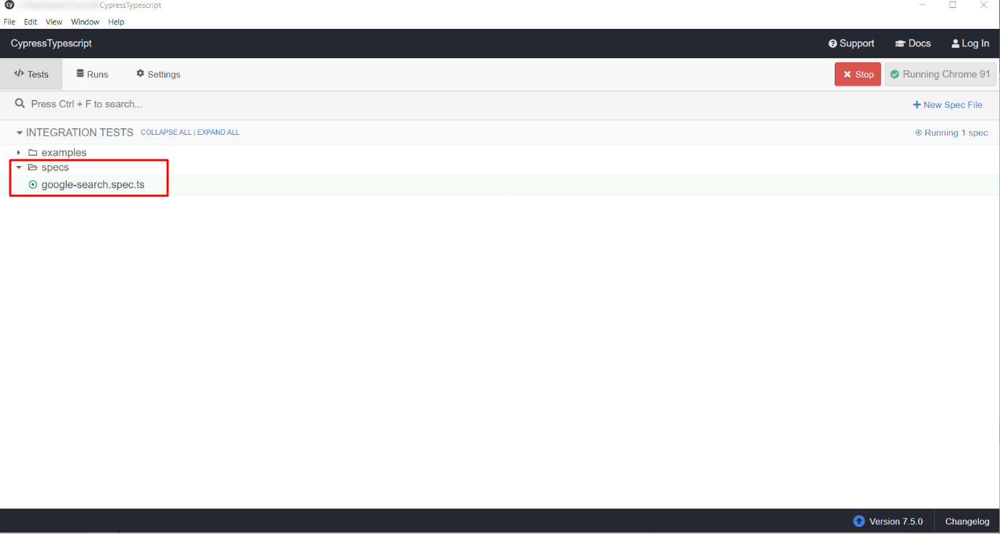 CypressTypescript
File Edit View Window Help
CypressTypescript Support Docs Log In
Tests Runs Settings Stop Running Chrome 91
Press Ctrl + F to search... New Spec File
INTEGRATION TESTS COLLAPSE ALL | EXPAND ALL Running 1 spec
examples
specs
google-search.spec.ts
Version 7.5.0 Changelog